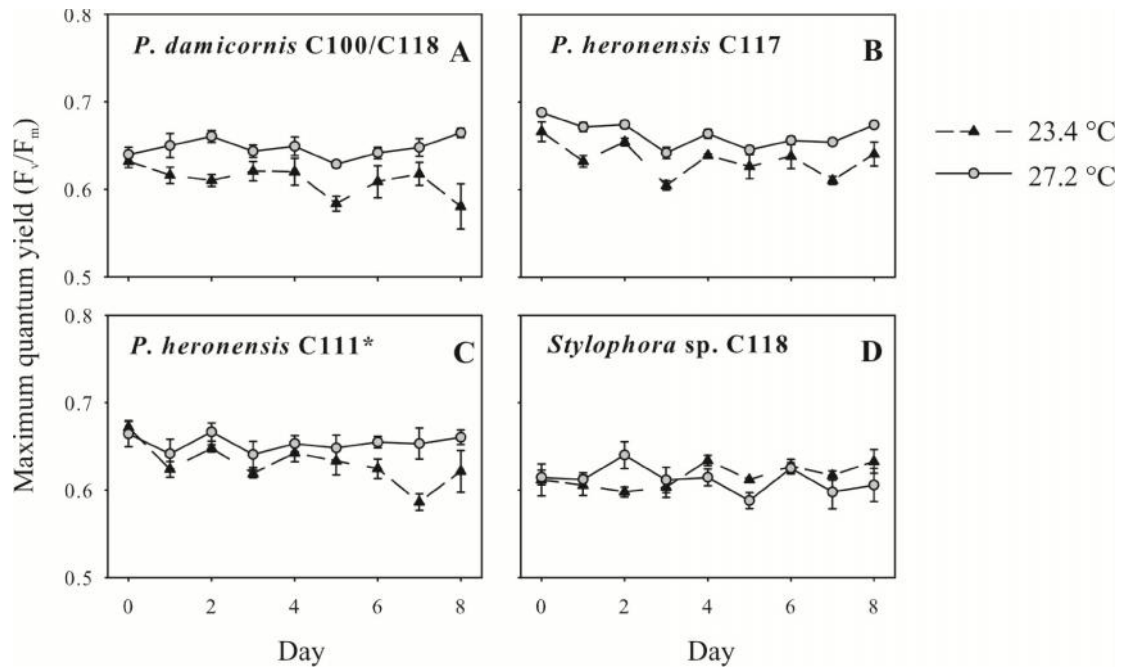 0.8
P. damicornis C100/C118 A
0.7
0.6
0.5
P. heronensis C117 B
23.4 °C
27.2 °C
Maximum quantum yield (Fv/Fm)
0.8
P. heronensis C111* C
0.7
0.6
0.5
0 2 4 6 8
Day
Stylophora sp. C118 D
0 2 4 6 8
Day